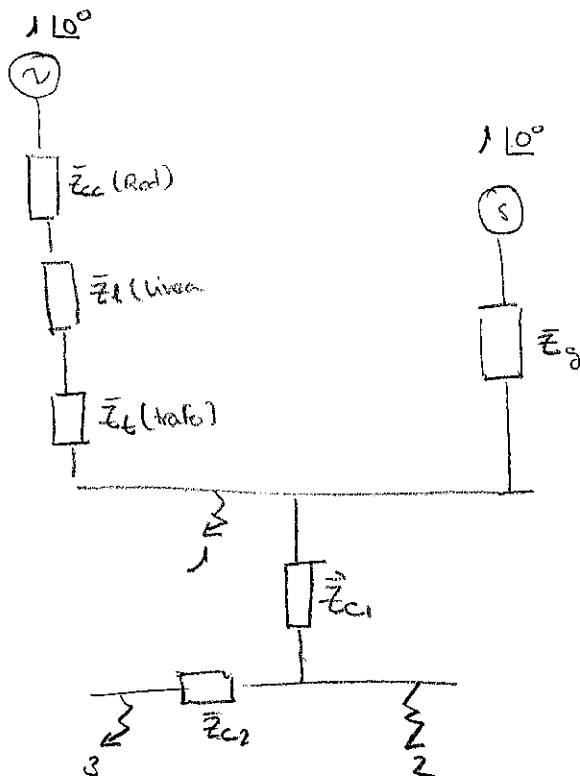 1 |0°
Z̄cc (Red)
1 |0°
Z̄l (Linea
Z̄g
Z̄t (trafo)
1
Z̄c1
Z̄c2
3
2